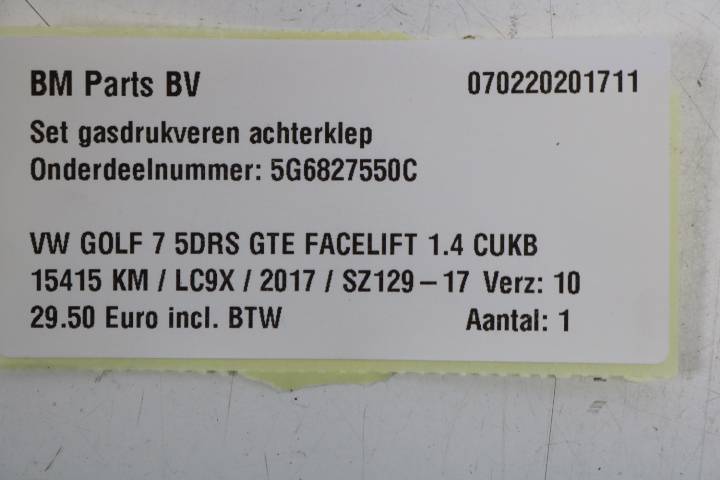 BM Parts BV 070220201711
Set gasdrukveren achterklep
Onderdeelnummer: 5G6827550C
VW GOLF 7 5DRS GTE FACELIFT 1.4 CUKB
15415 KM / LC9X / 2017 / SZ129-17 Verz: 10
29.50 Euro incl. BTW Aantal: 1